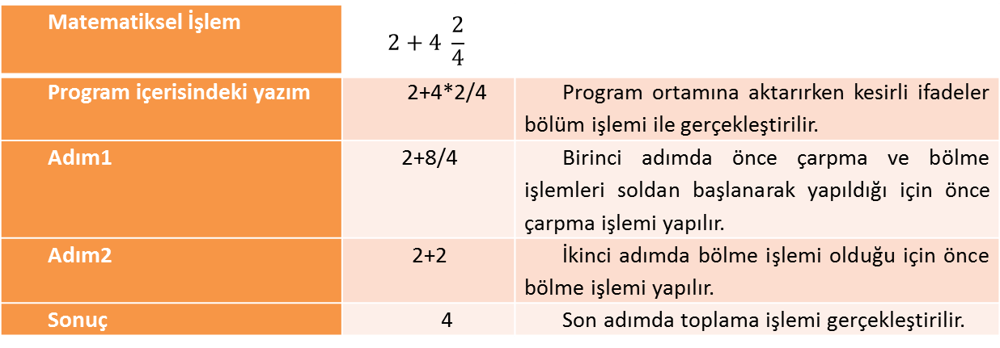 Matematiksel İşlem
2 + 4 2/4
Program içerisindeki yazım
2+4*2/4
Program ortamına aktarırken kesirli ifadeler
bölüm işlemi ile gerçekleştirilir.
Adım1
2+8/4
Birinci adımda önce çarpma ve bölme
işlemleri soldan başlanarak yapıldığı için önce
çarpma işlemi yapılır.
Adım2
2+2
İkinci adımda bölme işlemi olduğu için önce
bölme işlemi yapılır.
Sonuç
4
Son adımda toplama işlemi gerçekleştirilir.